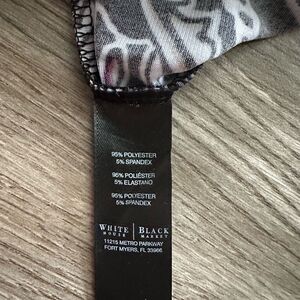 95% POLYESTER
5% SPANDEX
95% POLIÉSTER
5% ELASTANO
95% POLYESTER
5% SPANDEX
WHITE | BLACK
HOUSE | MARKET
11215 METRO PARKWAY
FORT MYERS, FL 33966